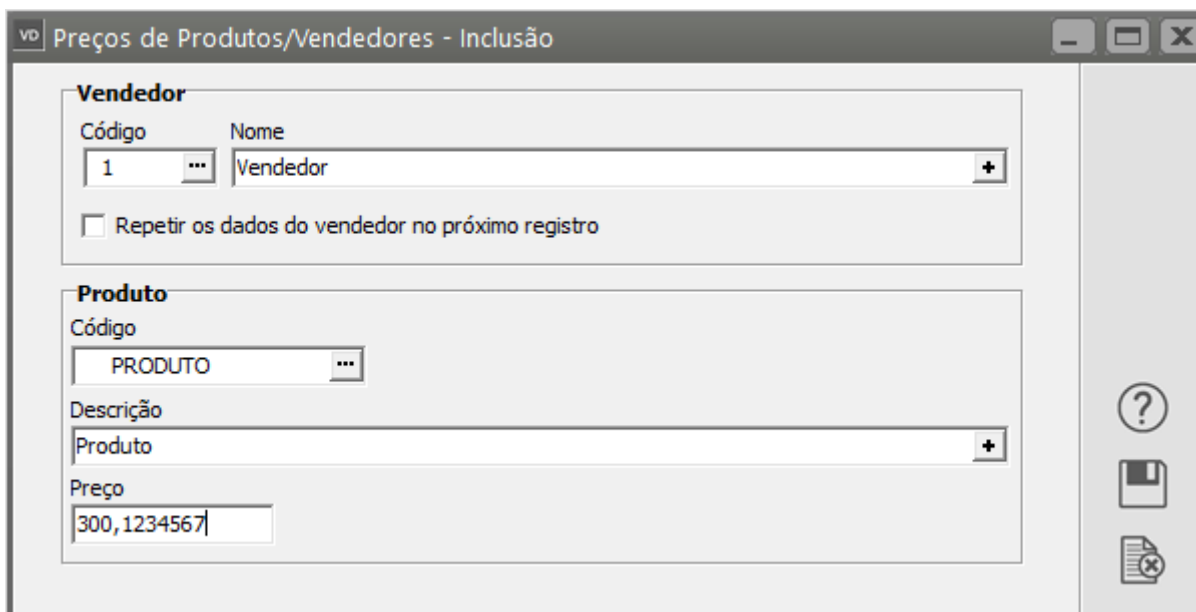 VD Preços de Produtos/Vendedores - Inclusão
Vendedor
Código Nome
1 ... Vendedor +
Repetir os dados do vendedor no próximo registro
Produto
Código
PRODUTO ...
Descrição
Produto +
Preço
300,1234567
?